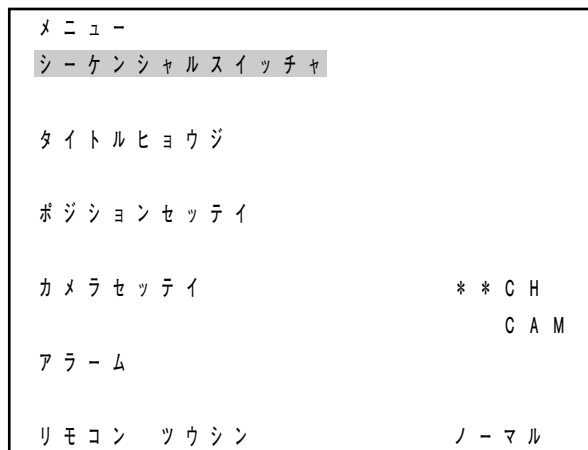 メニュー
シーケンシャルスイッチャ
タイトルヒョウジ
ポジションセッテイ
カメラセッテイ **CH
CAM
アラーム
リモコン ツウシン ノーマル